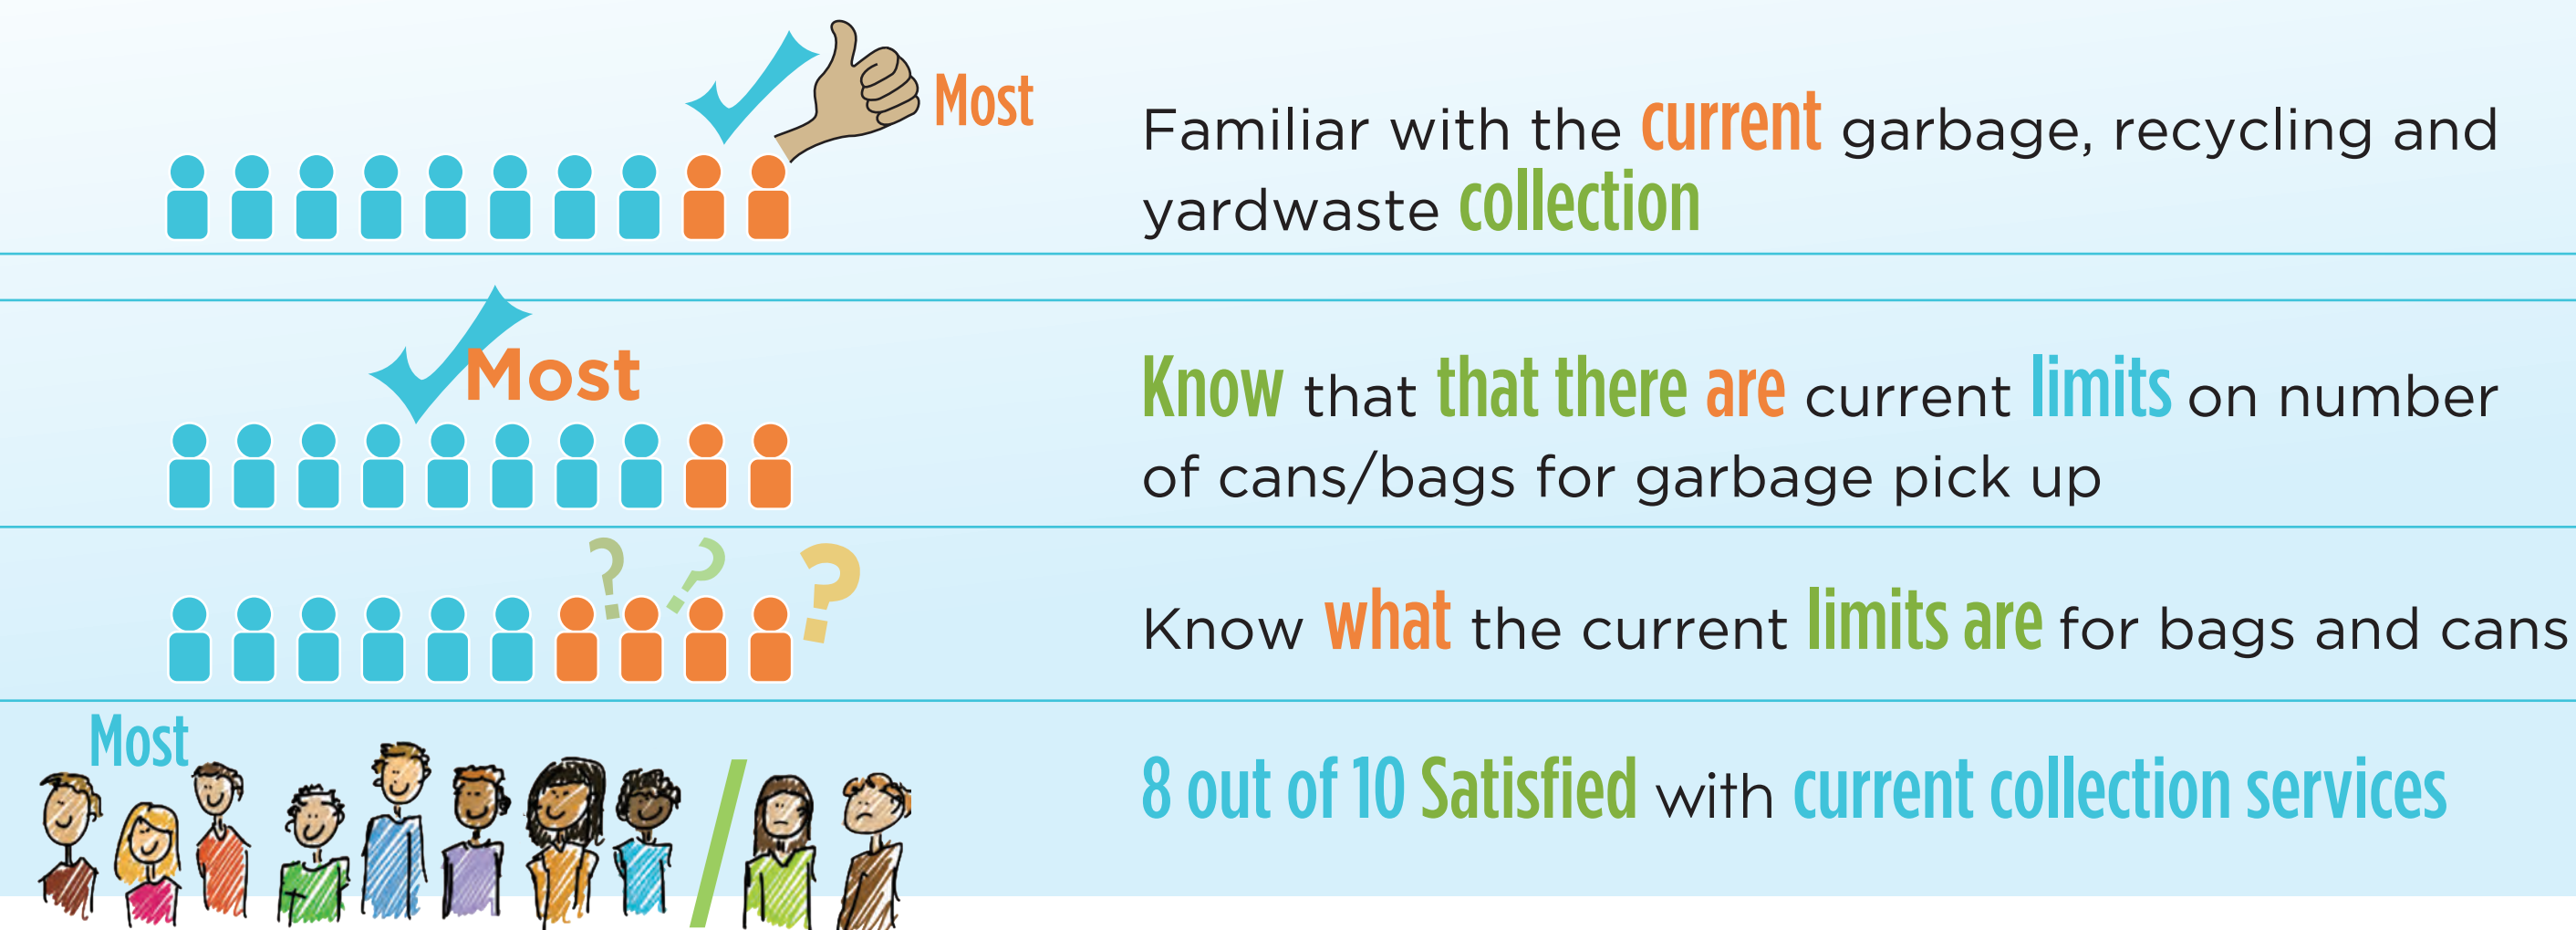 Most
Familiar with the current garbage, recycling and
yardwaste collection
Most
Know that that there are current limits on number
of cans/bags for garbage pick up
? ? ?
Know what the current limits are for bags and cans
Most
8 out of 10 Satisfied with current collection services